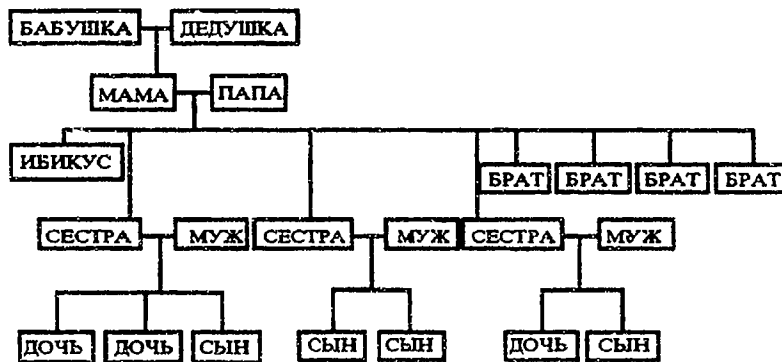 БАБУШКА ДЕДУШКА
МАМА ПАПА
ИБИКУС
БРАТ БРАТ БРАТ БРАТ
СЕСТРА МУЖ СЕСТРА МУЖ СЕСТРА МУЖ
ДОЧЬ ДОЧЬ СЫН СЫН СЫН ДОЧЬ СЫН